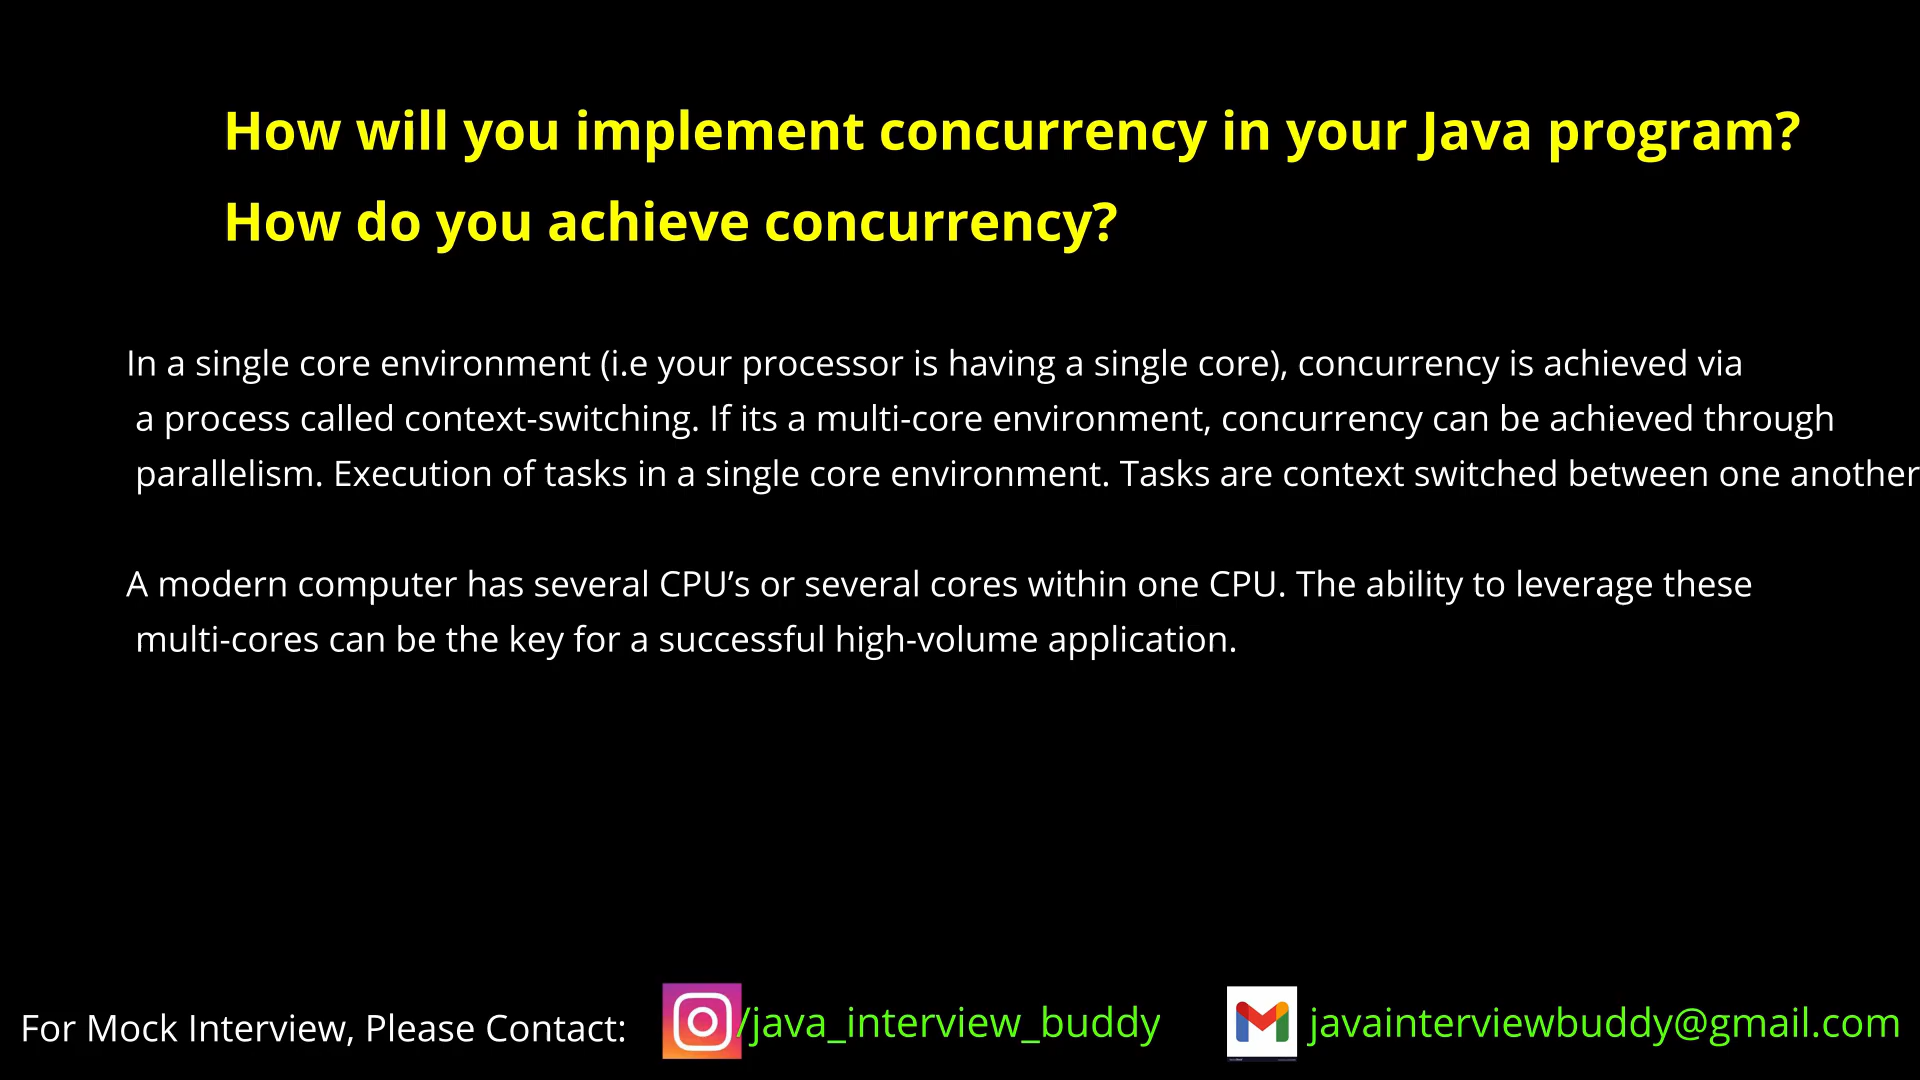 How will you implement concurrency in your Java program?
How do you achieve concurrency?
In a single core environment (i.e your processor is having a single core), concurrency is achieved via
a process called context-switching. If its a multi-core environment, concurrency can be achieved through
parallelism. Execution of tasks in a single core environment. Tasks are context switched between one another
A modern computer has several CPU’s or several cores within one CPU. The ability to leverage these
multi-cores can be the key for a successful high-volume application.
For Mock Interview, Please Contact: /java_interview_buddy javainterviewbuddy@gmail.com